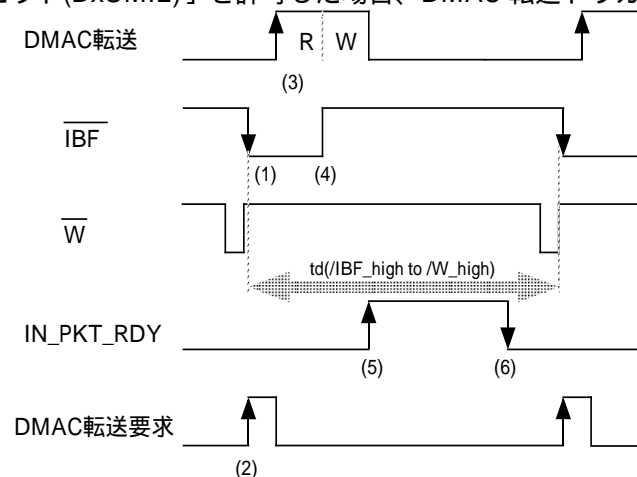 DMAC転送
R W
(3)
IBF
(1) (4)
W
td(/IBF_high to /W_high)
IN_PKT_RDY
(5) (6)
DMAC転送要求
(2)